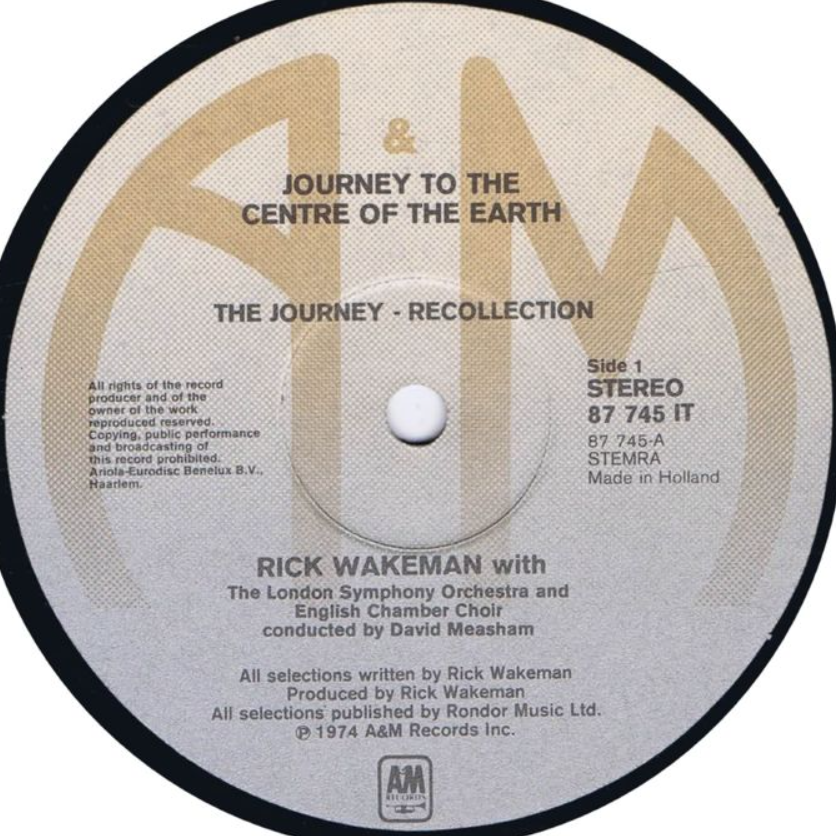 A & M
JOURNEY TO THE
CENTRE OF THE EARTH
THE JOURNEY - RECOLLECTION
All rights of the record
producer and of the
owner of the work
reproduced reserved.
Copying, public performance
and broadcasting of
this record prohibited.
Ariola-Eurodisc Benelux B.V.,
Haarlem.
Side 1
STEREO
87 745 IT
87 745-A
STEMRA
Made in Holland
RICK WAKEMAN with
The London Symphony Orchestra and
English Chamber Choir
conducted by David Measham
All selections written by Rick Wakeman
Produced by Rick Wakeman
All selections published by Rondor Music Ltd.
℗ 1974 A&M Records Inc.
AM
RECORDS